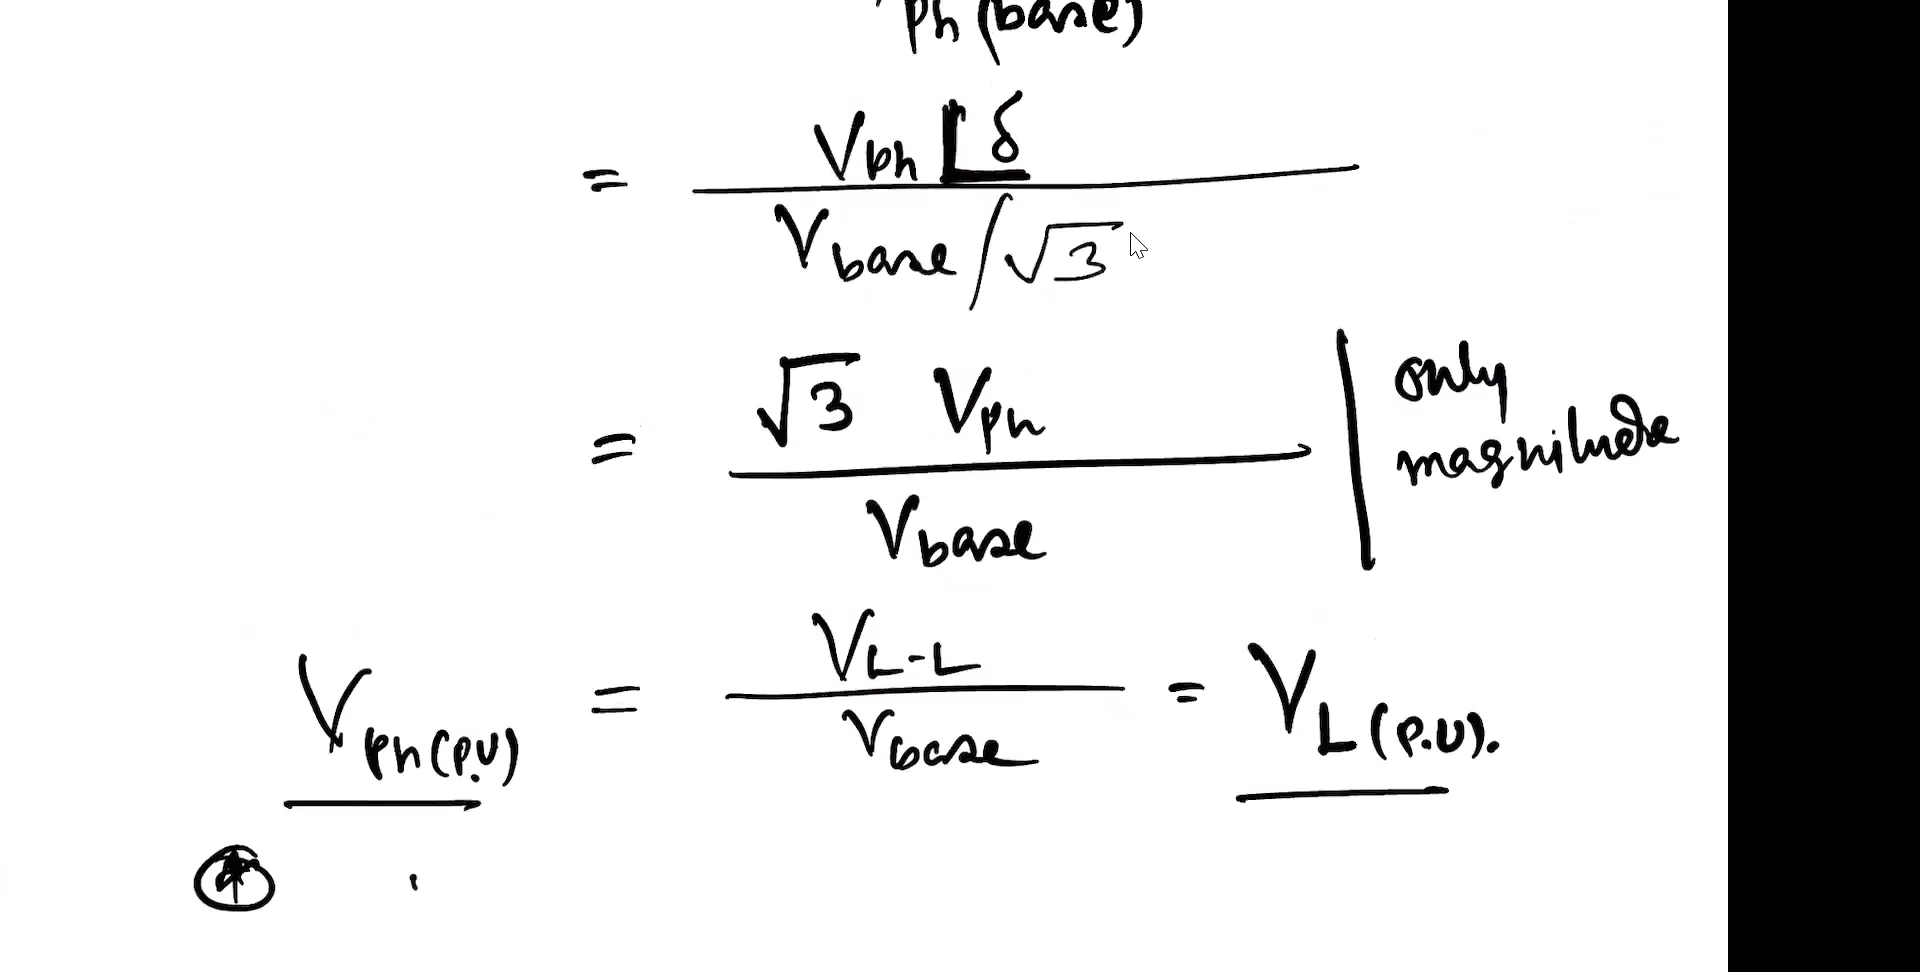 ph (base)
= Vph ∠δ / Vbase/√3
= √3 Vph / Vbase | only magnitude
Vph(p.u) = VL-L / Vbase = VL(P.U).